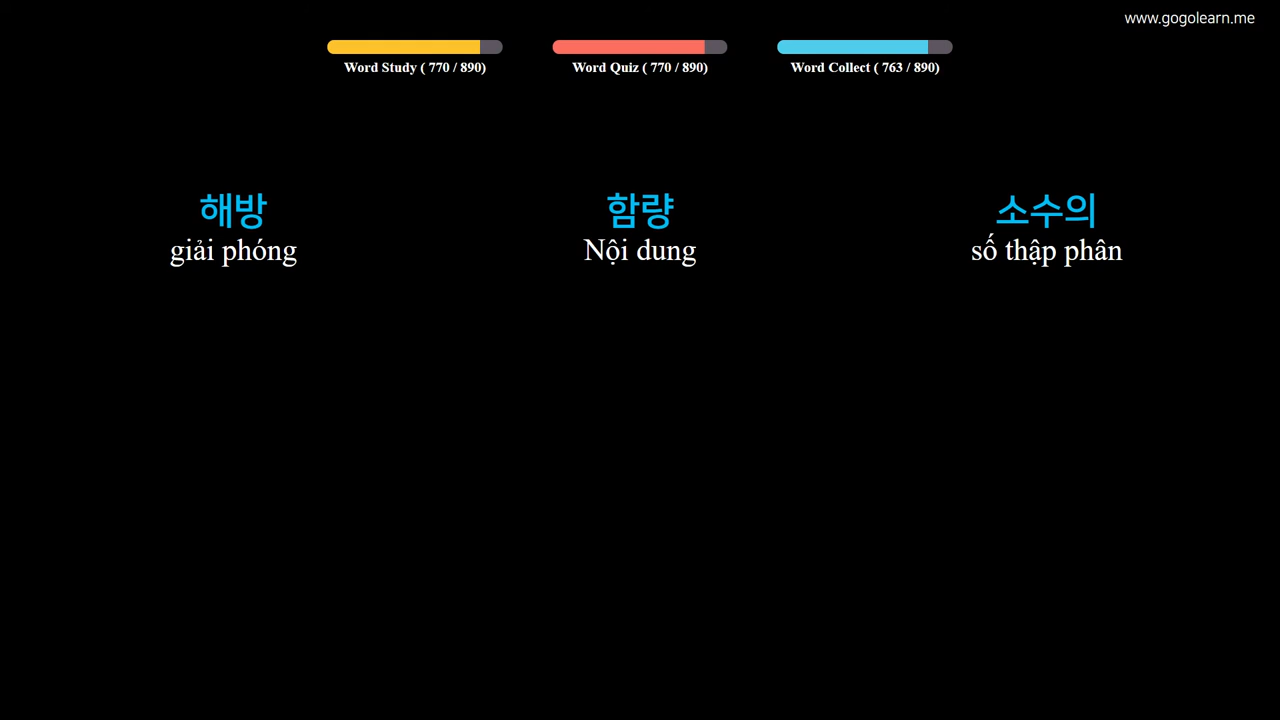 www.gogolearn.me
Word Study ( 770 / 890)
Word Quiz ( 770 / 890)
Word Collect ( 763 / 890)
해방
giải phóng
함량
Nội dung
소수의
số thập phân